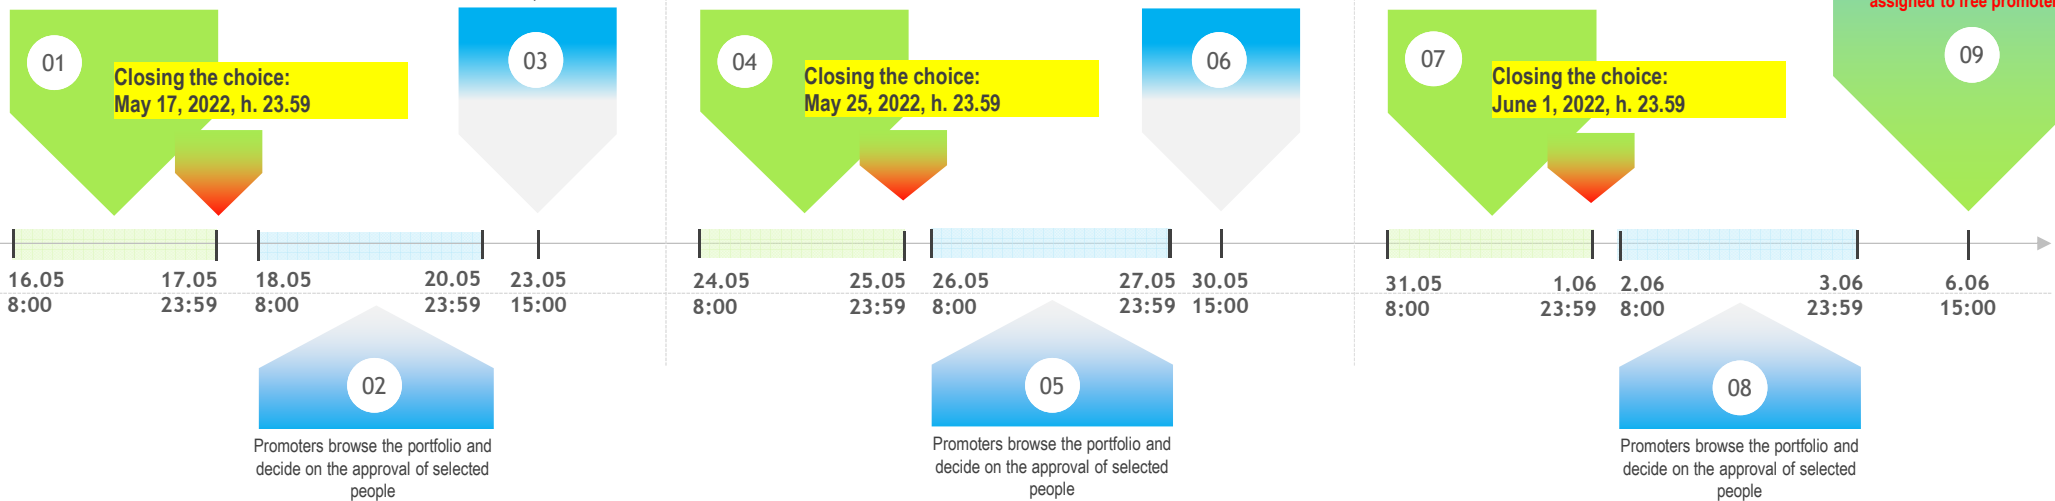 assigned to free promoter
01
Closing the choice:
May 17, 2022, h. 23.59
03
04
Closing the choice:
May 25, 2022, h. 23.59
06
07
Closing the choice:
June 1, 2022, h. 23.59
09
16.05
8:00
17.05
23:59
18.05
8:00
20.05
23:59
23.05
15:00
24.05
8:00
25.05
23:59
26.05
8:00
27.05
23:59
30.05
15:00
31.05
8:00
1.06
23:59
2.06
8:00
3.06
23:59
6.06
15:00
02
Promoters browse the portfolio and
decide on the approval of selected
people
05
Promoters browse the portfolio and
decide on the approval of selected
people
08
Promoters browse the portfolio and
decide on the approval of selected
people